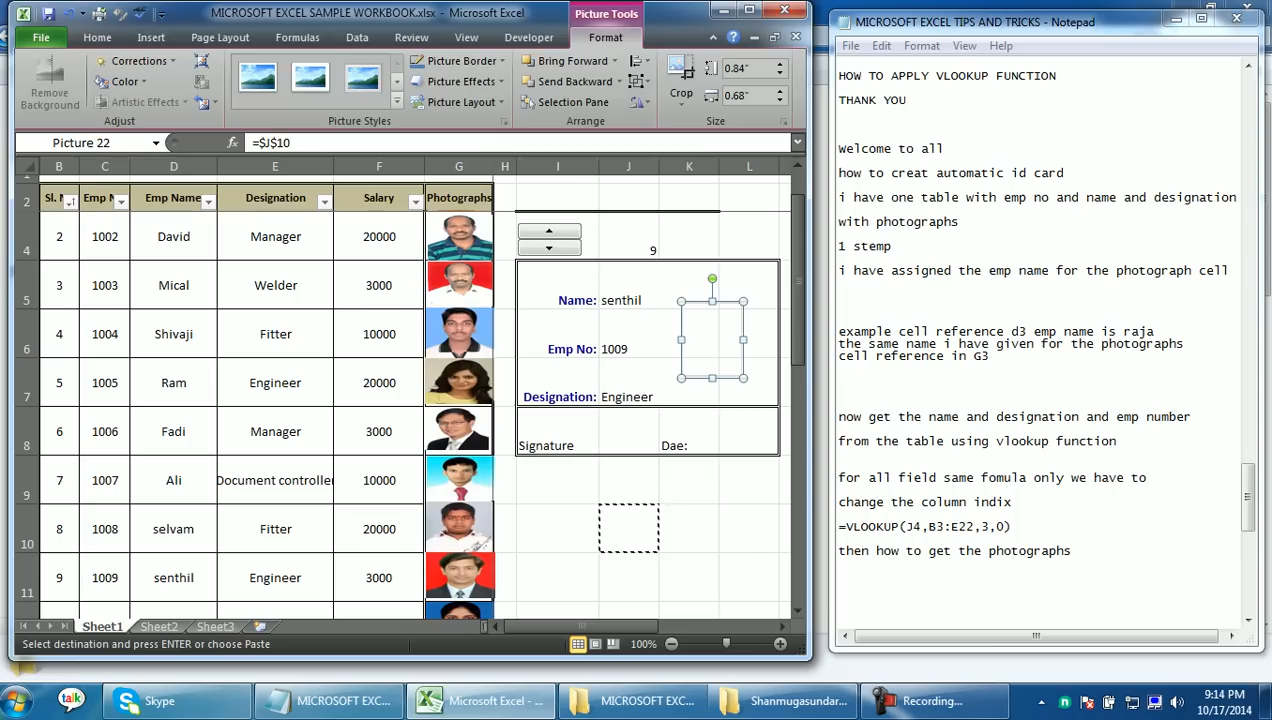 MICROSOFT EXCEL SAMPLE WORKBOOK.xlsx - Microsoft Excel
Picture Tools
File Home Insert Page Layout Formulas Data Review View Developer Format
Remove Background
Corrections
Color
Artistic Effects
Adjust
Picture Styles
Picture Border
Picture Effects
Picture Layout
Bring Forward
Send Backward
Selection Pane
Arrange
Crop
0.84"
0.68"
Size
Picture 22 fx =$J$10
B C D E F G H I J K L
2 Sl. Emp Emp Name Designation Salary Photographs
4 2 1002 David Manager 20000 9
5 3 1003 Mical Welder 3000 Name: senthil
6 4 1004 Shivaji Fitter 10000 Emp No: 1009
7 5 1005 Ram Engineer 20000 Designation: Engineer
8 6 1006 Fadi Manager 3000 Signature Dae:
9 7 1007 Ali Document controller 10000
10 8 1008 selvam Fitter 20000
11 9 1009 senthil Engineer 3000
Sheet1 Sheet2 Sheet3
Select destination and press ENTER or choose Paste 100%
MICROSOFT EXCEL TIPS AND TRICKS - Notepad
File Edit Format View Help
HOW TO APPLY VLOOKUP FUNCTION
THANK YOU
Welcome to all
how to creat automatic id card
i have one table with emp no and name and designation
with photographs
1 stemp
i have assigned the emp name for the photograph cell
example cell reference d3 emp name is raja
the same name i have given for the photographs
cell reference in G3
now get the name and designation and emp number
from the table using vlookup function
for all field same fomula only we have to
change the column indix
=VLOOKUP(J4,B3:E22,3,0)
then how to get the photographs
talk
Skype
MICROSOFT EXC...
Microsoft Excel - ...
MICROSOFT EXC...
Shanmugasundar...
Recording...
9:14 PM
10/17/2014